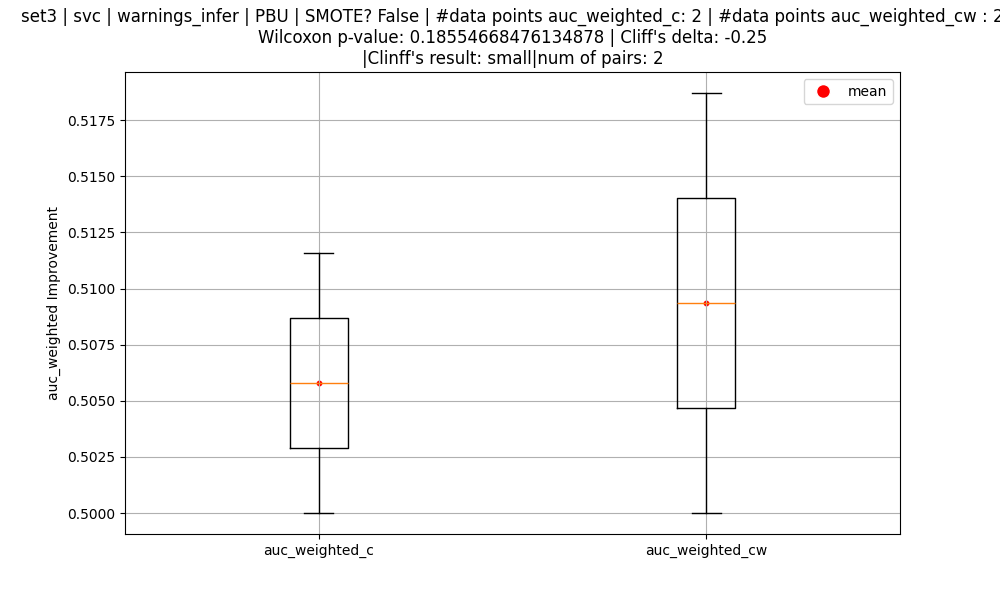 set3 | svc | warnings_infer | PBU | SMOTE? False | #data points auc_weighted_c: 2 | #data points auc_weighted_cw : 2
Wilcoxon p-value: 0.18554668476134878 | Cliff's delta: -0.25
|Clinff's result: small|num of pairs: 2
mean
auc_weighted Improvement
0.5175
0.5150
0.5125
0.5100
0.5075
0.5050
0.5025
0.5000
auc_weighted_c
auc_weighted_cw